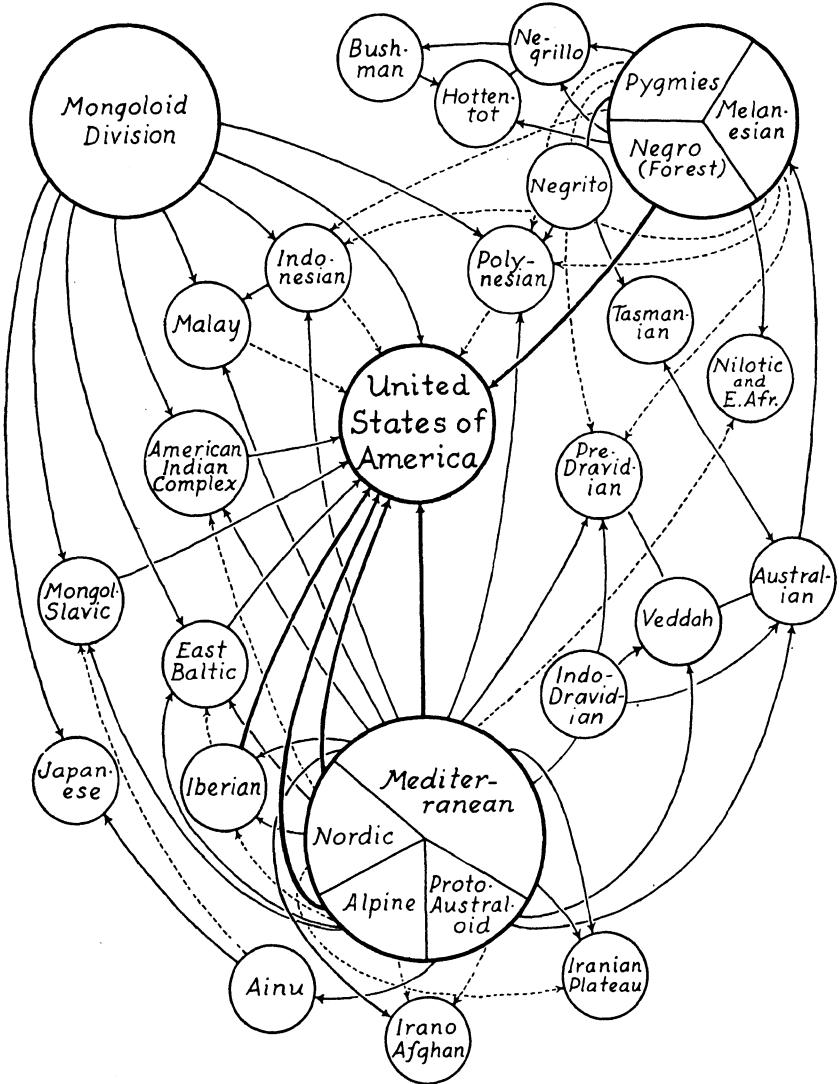 Bush-
man
Ne-
grillo
Hotten-
tot
Pygmies
Melan-
esian
Negro
(Forest)
Mongoloid
Division
Negrito
Indo-
nesian
Poly-
nesian
Malay
Tasman-
ian
Nilotic
and
E. Afr.
United
States of
America
American
Indian
Complex
Pre-
Dravid-
ian
Mongol-
Slavic
Austral-
ian
Veddah
East
Baltic
Indo-
Dravid-
ian
Japan-
ese
Iberian
Mediter-
ranean
Nordic
Alpine
Proto-
Austral-
oid
Ainu
Iranian
Plateau
Irano
Afghan